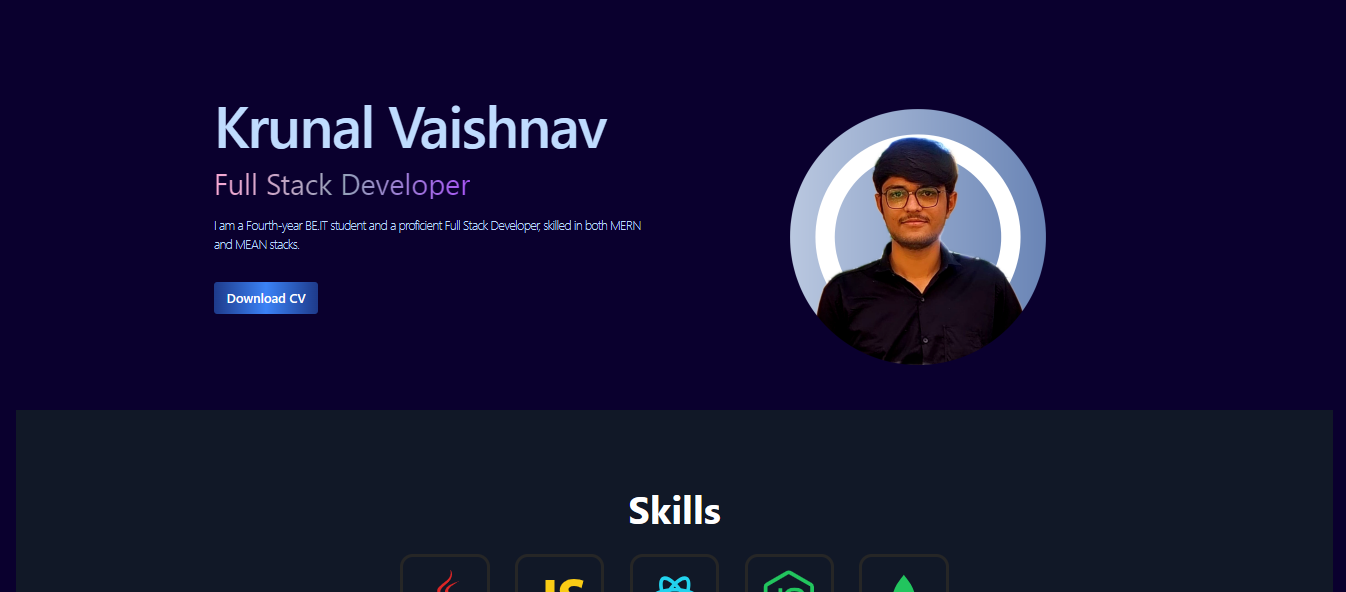 Krunal Vaishnav
Full Stack Developer
I am a Fourth-year BE.IT student and a proficient Full Stack Developer, skilled in both MERN
and MEAN stacks.
Download CV
Skills
JS